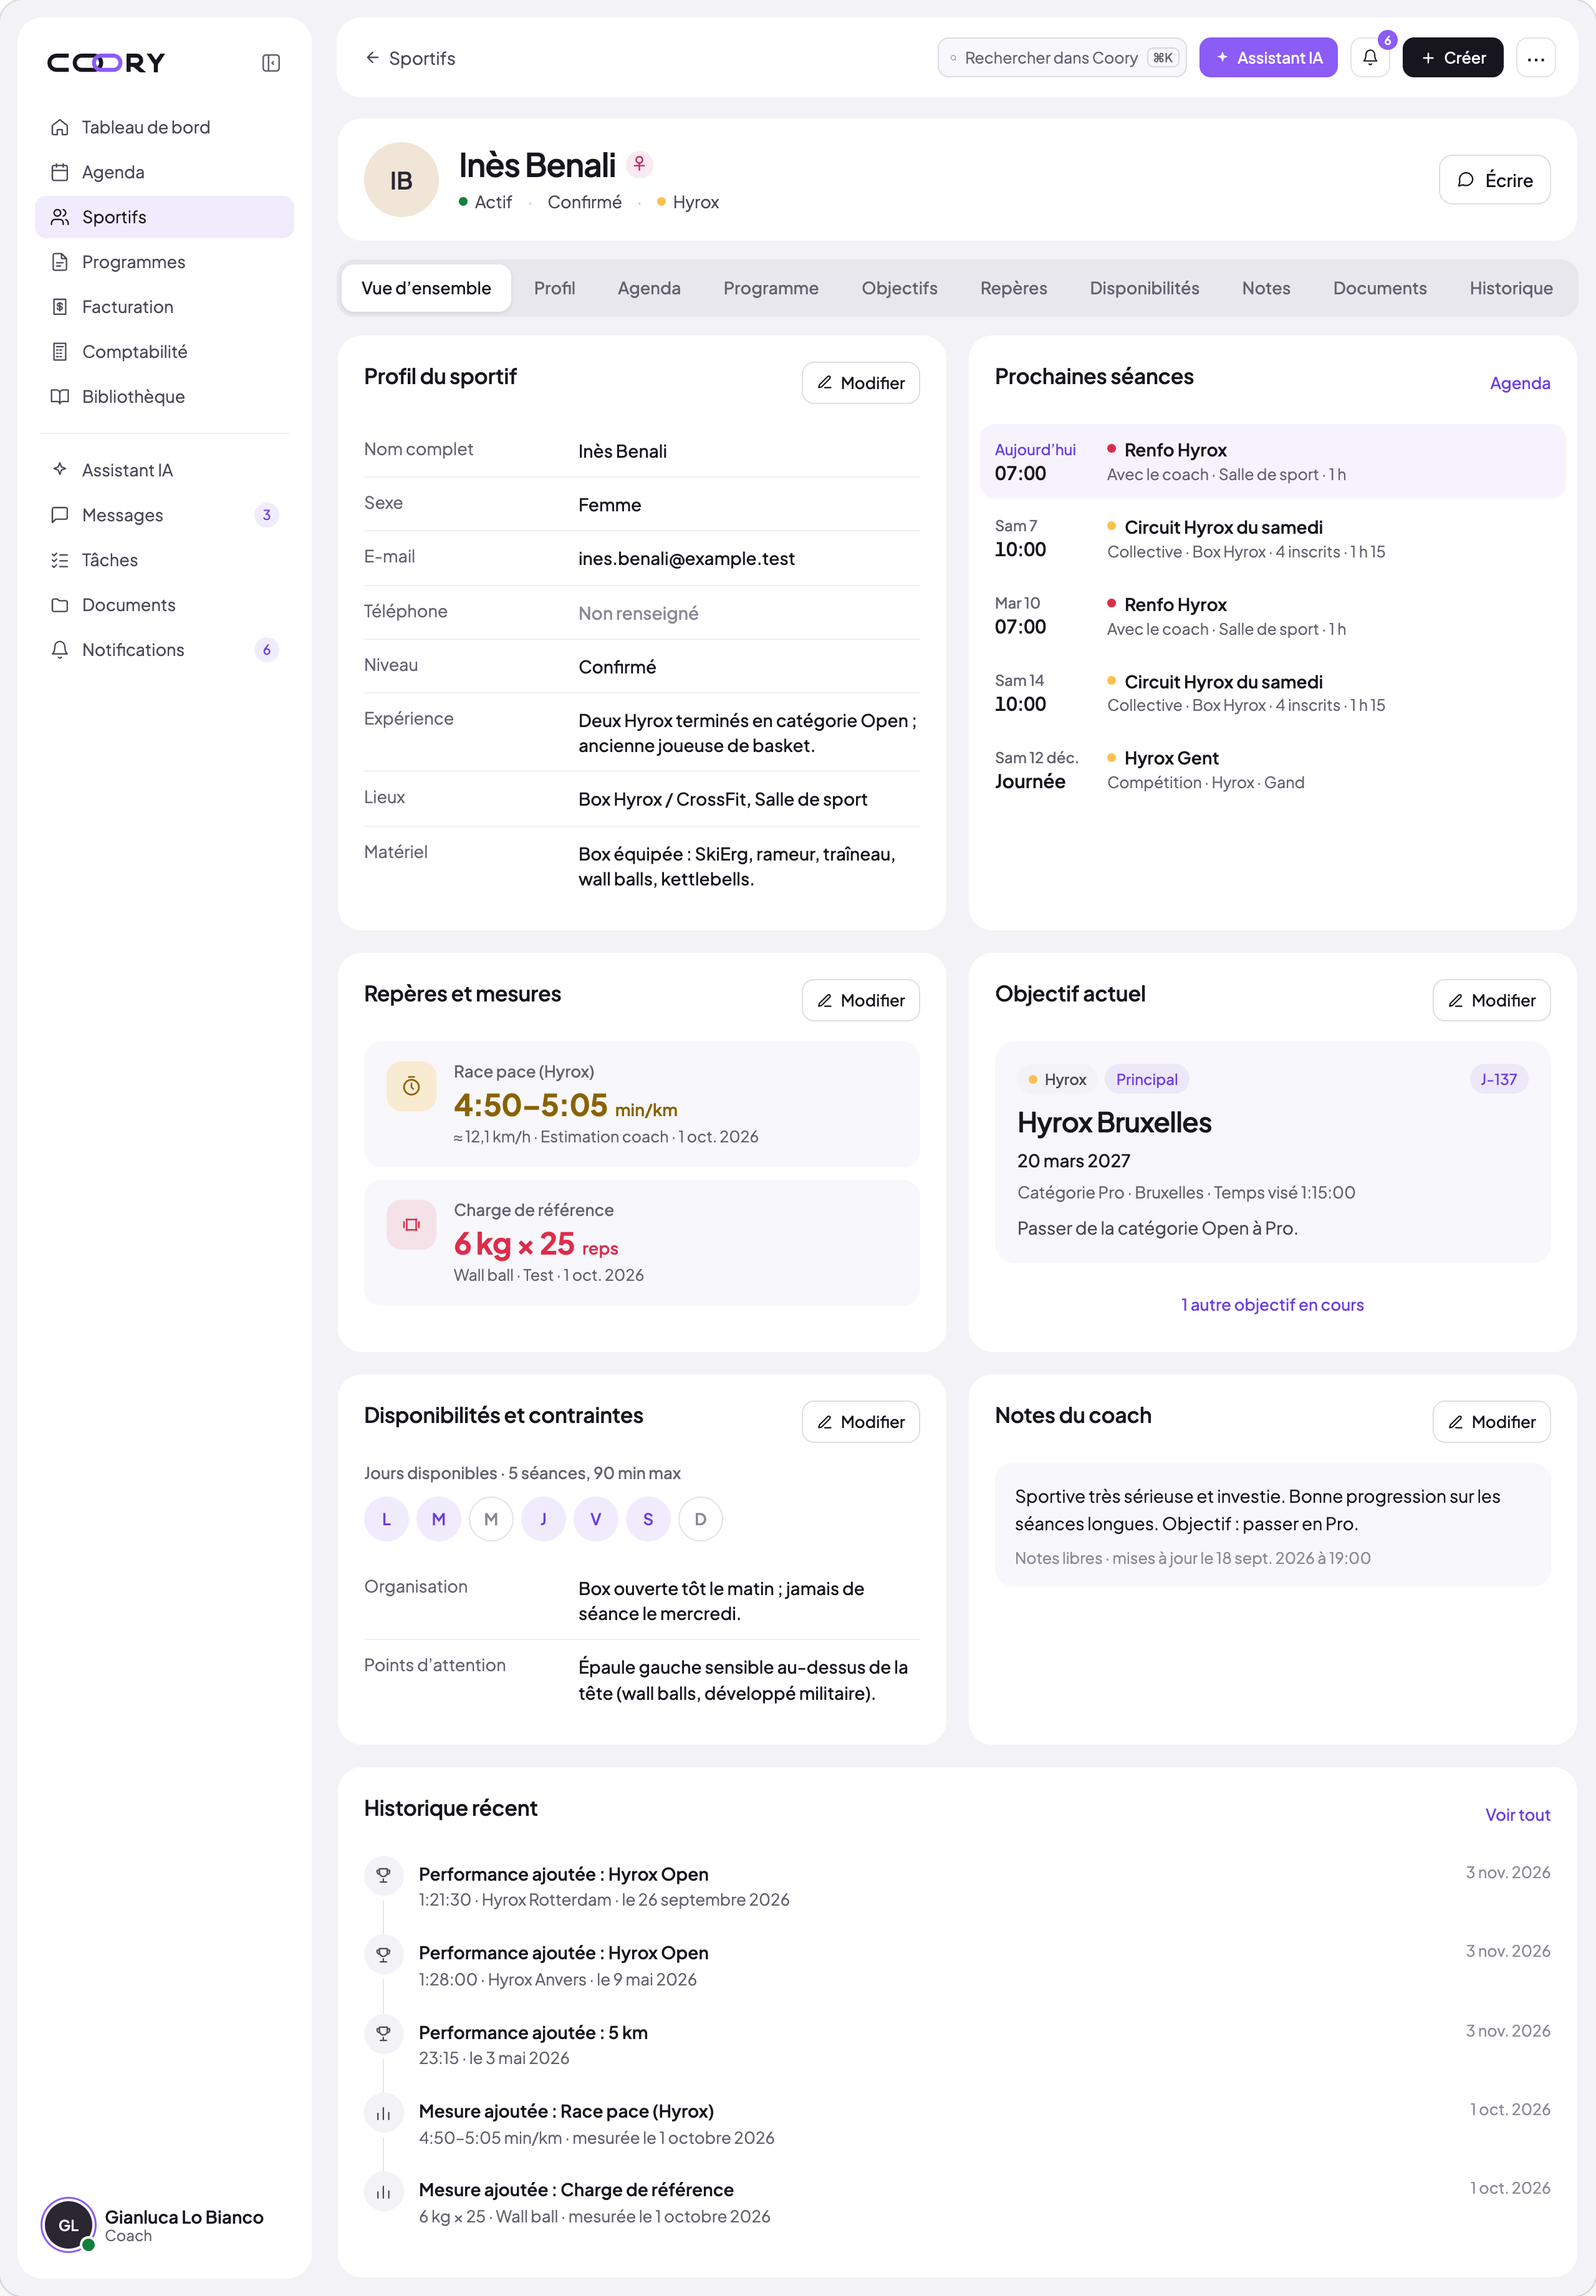 COORY
Tableau de bord
Agenda
Sportifs
Programmes
Facturation
Comptabilité
Bibliothèque
Assistant IA
Messages 3
Tâches
Documents
Notifications 6
GL
Gianluca Lo Bianco
Coach
← Sportifs
Rechercher dans Coory ⌘K
Assistant IA
6
+ Créer
...
IB
Inès Benali
Actif · Confirmé · Hyrox
Écrire
Vue d’ensemble Profil Agenda Programme Objectifs Repères Disponibilités Notes Documents Historique
Profil du sportif
Modifier
Nom complet Inès Benali
Sexe Femme
E-mail ines.benali@example.test
Téléphone Non renseigné
Niveau Confirmé
Expérience Deux Hyrox terminés en catégorie Open ;
ancienne joueuse de basket.
Lieux Box Hyrox / CrossFit, Salle de sport
Matériel Box équipée : SkiErg, rameur, traîneau,
wall balls, kettlebells.
Prochaines séances
Agenda
Aujourd’hui Renfo Hyrox
07:00 Avec le coach · Salle de sport · 1 h
Sam 7 Circuit Hyrox du samedi
10:00 Collective · Box Hyrox · 4 inscrits · 1 h 15
Mar 10 Renfo Hyrox
07:00 Avec le coach · Salle de sport · 1 h
Sam 14 Circuit Hyrox du samedi
10:00 Collective · Box Hyrox · 4 inscrits · 1 h 15
Sam 12 déc. Hyrox Gent
Journée Compétition · Hyrox · Gand
Repères et mesures
Modifier
Race pace (Hyrox)
4:50–5:05 min/km
≈ 12,1 km/h · Estimation coach · 1 oct. 2026
Charge de référence
6 kg × 25 reps
Wall ball · Test · 1 oct. 2026
Objectif actuel
Modifier
Hyrox Principal J-137
Hyrox Bruxelles
20 mars 2027
Catégorie Pro · Bruxelles · Temps visé 1:15:00
Passer de la catégorie Open à Pro.
1 autre objectif en cours
Disponibilités et contraintes
Modifier
Jours disponibles · 5 séances, 90 min max
L M M J V S D
Organisation Box ouverte tôt le matin ; jamais de
séance le mercredi.
Points d’attention Épaule gauche sensible au-dessus de la
tête (wall balls, développé militaire).
Notes du coach
Modifier
Sportive très sérieuse et investie. Bonne progression sur les
séances longues. Objectif : passer en Pro.
Notes libres · mises à jour le 18 sept. 2026 à 19:00
Historique récent
Voir tout
Performance ajoutée : Hyrox Open 3 nov. 2026
1:21:30 · Hyrox Rotterdam · le 26 septembre 2026
Performance ajoutée : Hyrox Open 3 nov. 2026
1:28:00 · Hyrox Anvers · le 9 mai 2026
Performance ajoutée : 5 km 3 nov. 2026
23:15 · le 3 mai 2026
Mesure ajoutée : Race pace (Hyrox) 1 oct. 2026
4:50–5:05 min/km · mesurée le 1 octobre 2026
Mesure ajoutée : Charge de référence 1 oct. 2026
6 kg × 25 · Wall ball · mesurée le 1 octobre 2026